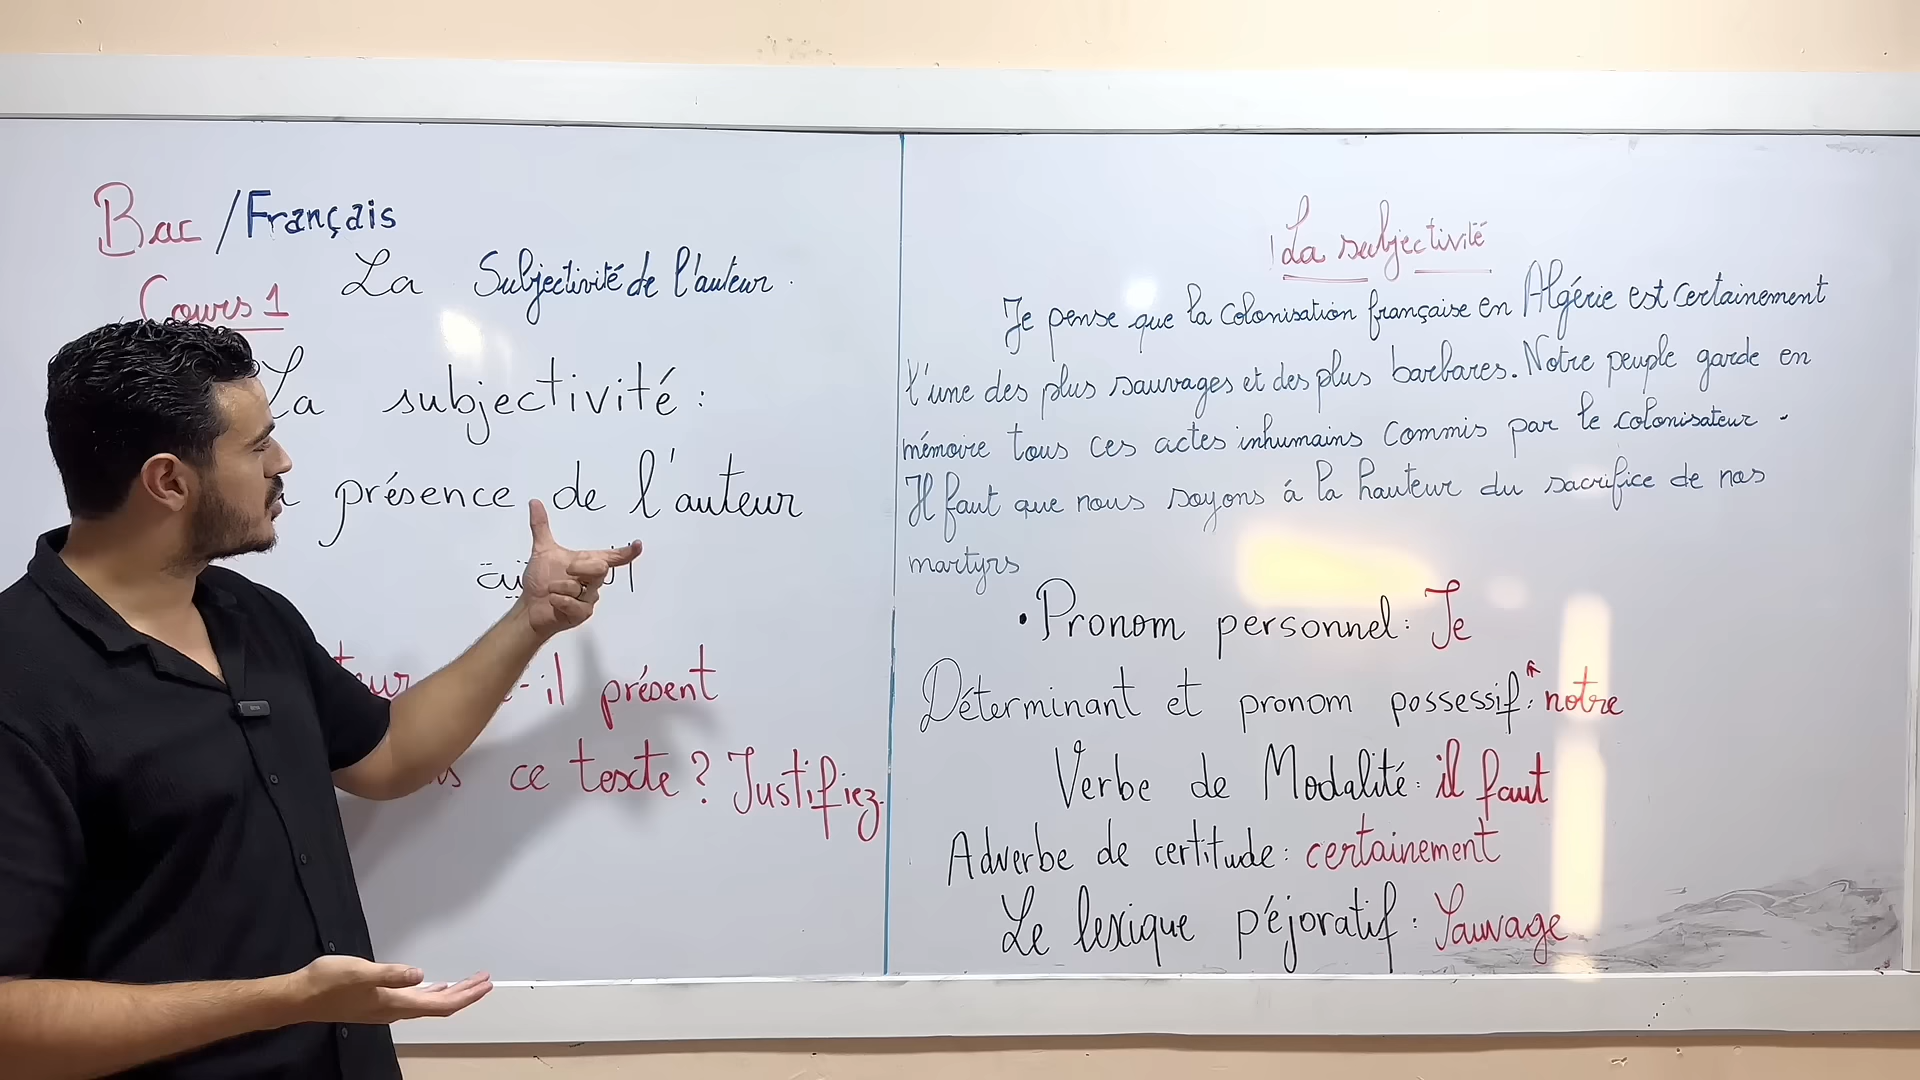 Bac / Français
Cours 1 La Subjectivité de l'auteur.
La subjectivité :
présence de l'auteur
il présent
ce texte ? Justifiez.
La subjectivité
Je pense que la colonisation française en Algérie est certainement
l'une des plus sauvages et des plus barbares. Notre peuple garde en
mémoire tous ces actes inhumains commis par le colonisateur.
Il faut que nous soyons á la hauteur du sacrifice de nos
martyrs
• Pronom personnel : Je
Déterminant et pronom possessif : notre
Verbe de Modalité : il faut
Adverbe de certitude : certainement
Le lexique péjoratif : Sauvage